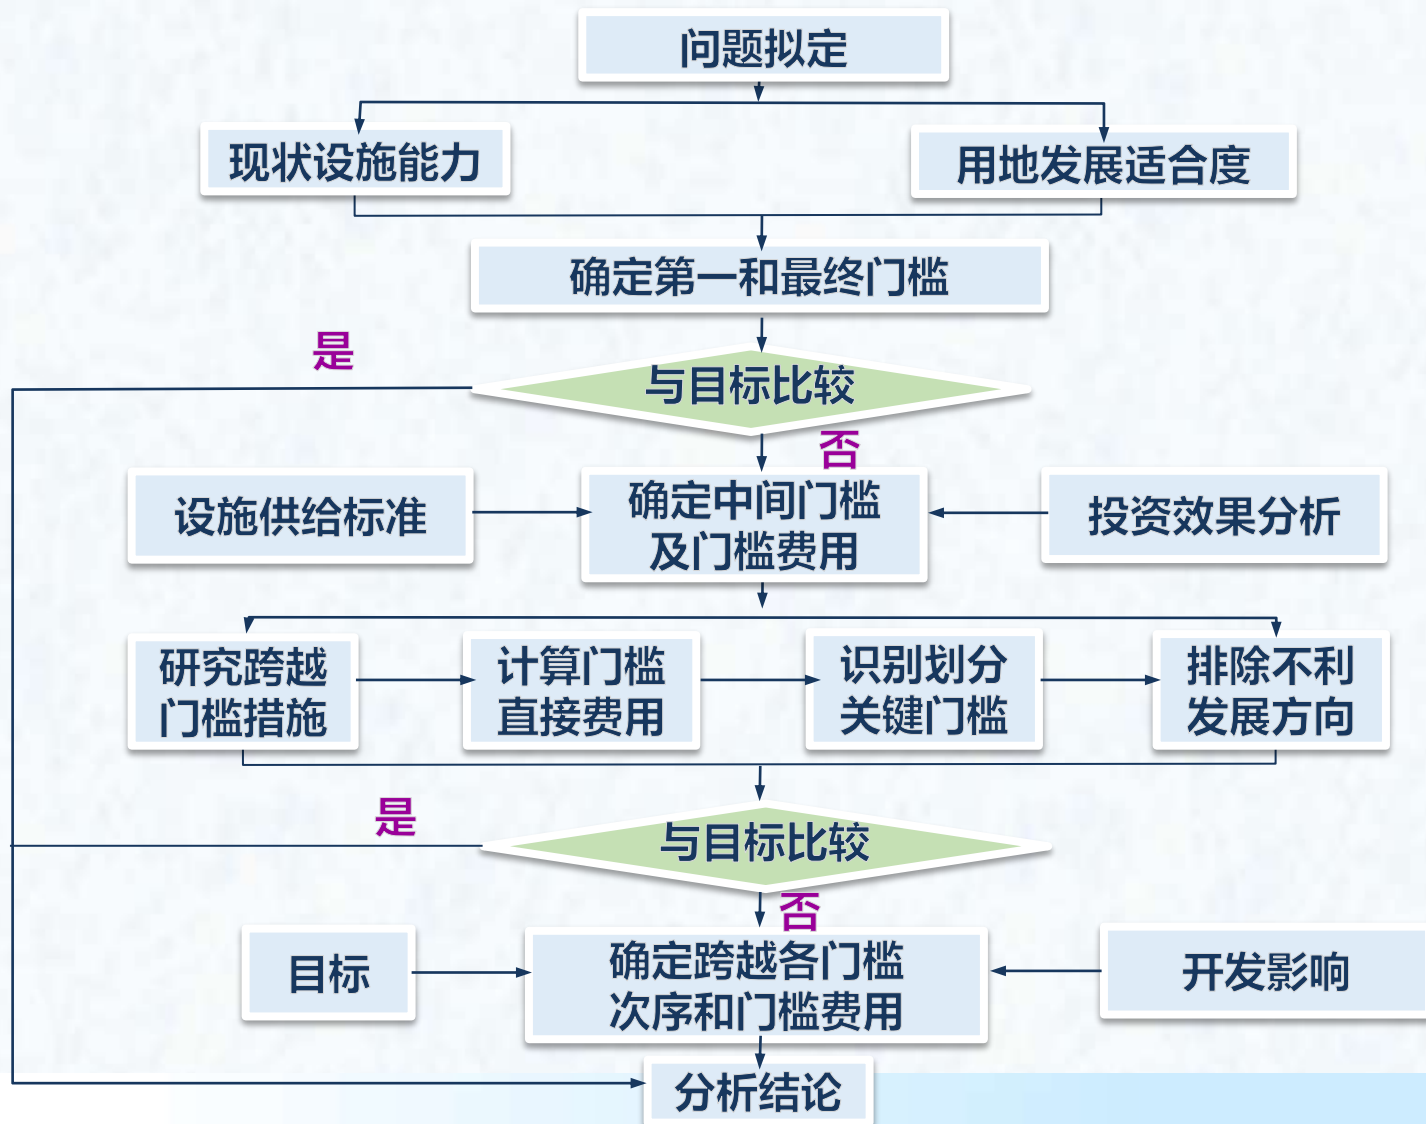 问题拟定
现状设施能力
用地发展适合度
确定第一和最终门槛
是
与目标比较
否
设施供给标准
确定中间门槛
及门槛费用
投资效果分析
研究跨越
门槛措施
计算门槛
直接费用
识别划分
关键门槛
排除不利
发展方向
是
与目标比较
否
目标
确定跨越各门槛
次序和门槛费用
开发影响
分析结论